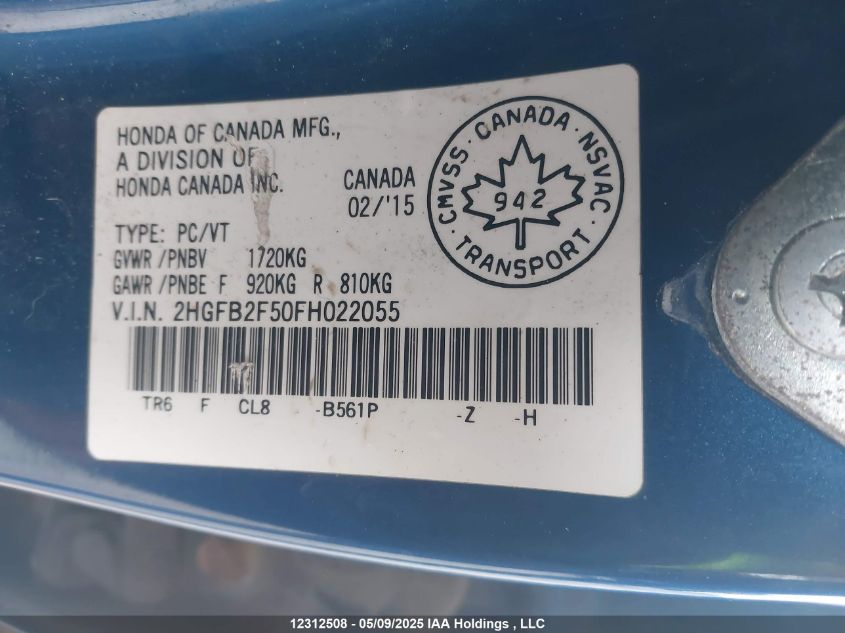 HONDA OF CANADA MFG.,
A DIVISION OF
HONDA CANADA INC.
CANADA
02/'15
CMVSS · CANADA · NSVAC
942
· TRANSPORT ·
TYPE: PC/VT
GVWR /PNBV 1720KG
GAWR /PNBE F 920KG R 810KG
V.I.N. 2HGFB2F50FH022055
TR6 F CL8 -B561P -Z -H
12312508 - 05/09/2025 IAA Holdings , LLC